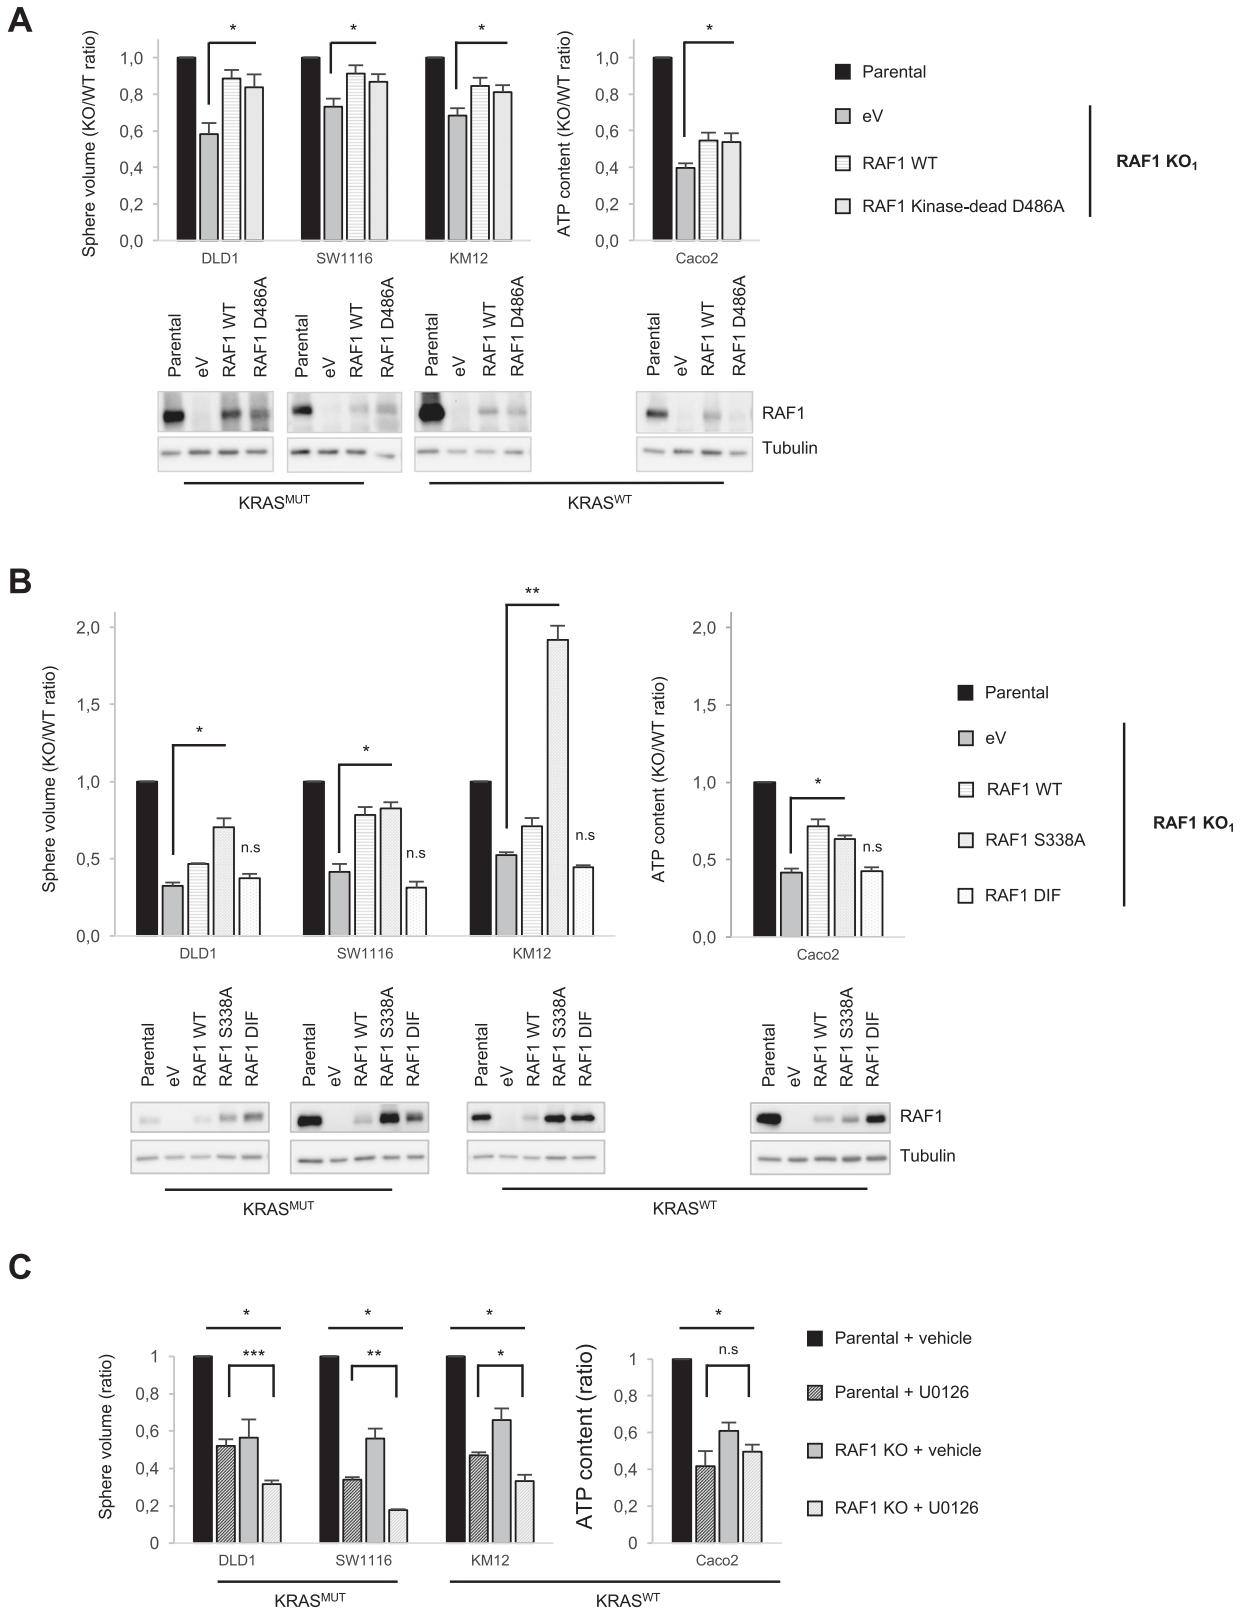 A
Sphere volume (KO/WT ratio)
1,0
0,8
0,6
0,4
0,2
0,0
*
*
*
DLD1
SW1116
KM12
ATP content (KO/WT ratio)
1,0
0,8
0,6
0,4
0,2
0,0
*
Caco2
Parental
eV
RAF1 WT
RAF1 Kinase-dead D486A
RAF1 KO1
Parental
eV
RAF1 WT
RAF1 D486A
Parental
eV
RAF1 WT
RAF1 D486A
Parental
eV
RAF1 WT
RAF1 D486A
Parental
eV
RAF1 WT
RAF1 D486A
RAF1
Tubulin
KRASMUT
KRASWT
B
Sphere volume (KO/WT ratio)
2,0
1,5
1,0
0,5
0,0
*
n.s
*
n.s
**
n.s
DLD1
SW1116
KM12
ATP content (KO/WT ratio)
2,0
1,5
1,0
0,5
0,0
*
n.s
Caco2
Parental
eV
RAF1 WT
RAF1 S338A
RAF1 DIF
RAF1 KO1
Parental
eV
RAF1 WT
RAF1 S338A
RAF1 DIF
Parental
eV
RAF1 WT
RAF1 S338A
RAF1 DIF
Parental
eV
RAF1 WT
RAF1 S338A
RAF1 DIF
Parental
eV
RAF1 WT
RAF1 S338A
RAF1 DIF
RAF1
Tubulin
KRASMUT
KRASWT
C
Sphere volume (ratio)
1
0,8
0,6
0,4
0,2
0
*
***
*
**
*
*
DLD1
SW1116
KM12
ATP content (ratio)
1
0,8
0,6
0,4
0,2
0
*
n.s
Caco2
Parental + vehicle
Parental + U0126
RAF1 KO + vehicle
RAF1 KO + U0126
KRASMUT
KRASWT